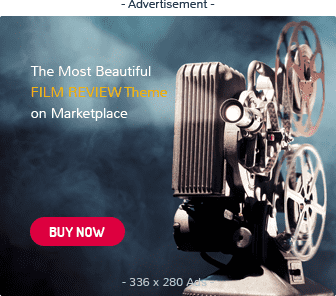 - Advertisement -
The Most Beautiful
FILM REVIEW Theme
on Marketplace
BUY NOW
- 336 x 280 Ads -